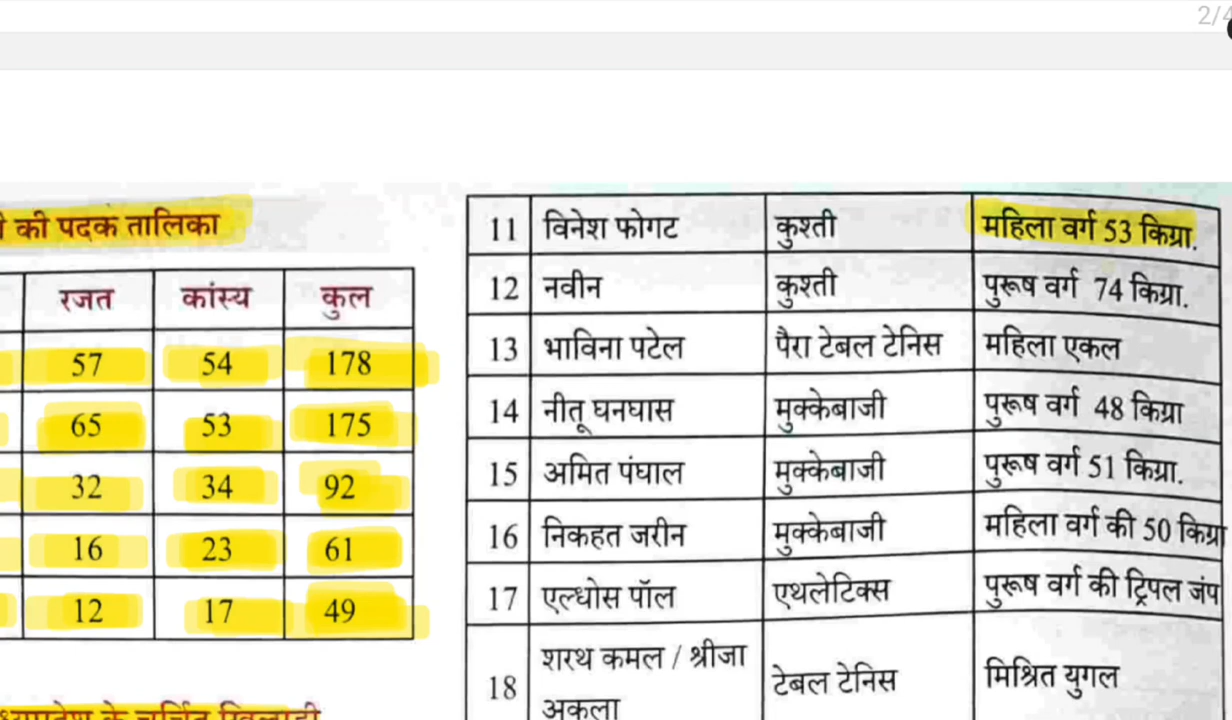 2/4
की पदक तालिका
रजत कांस्य कुल
57 54 178
65 53 175
32 34 92
16 23 61
12 17 49
के चर्चित खिलाड़ी
11 विनेश फोगट कुश्ती महिला वर्ग 53 किग्रा.
12 नवीन कुश्ती पुरूष वर्ग 74 किग्रा.
13 भाविना पटेल पैरा टेबल टेनिस महिला एकल
14 नीतू घनघास मुक्केबाजी पुरूष वर्ग 48 किग्रा
15 अमित पंघाल मुक्केबाजी पुरूष वर्ग 51 किग्रा.
16 निकहत जरीन मुक्केबाजी महिला वर्ग की 50 किग्रा
17 एल्धोस पॉल एथलेटिक्स पुरूष वर्ग की ट्रिपल जंप
18 शरथ कमल / श्रीजा
अकुला टेबल टेनिस मिश्रित युगल